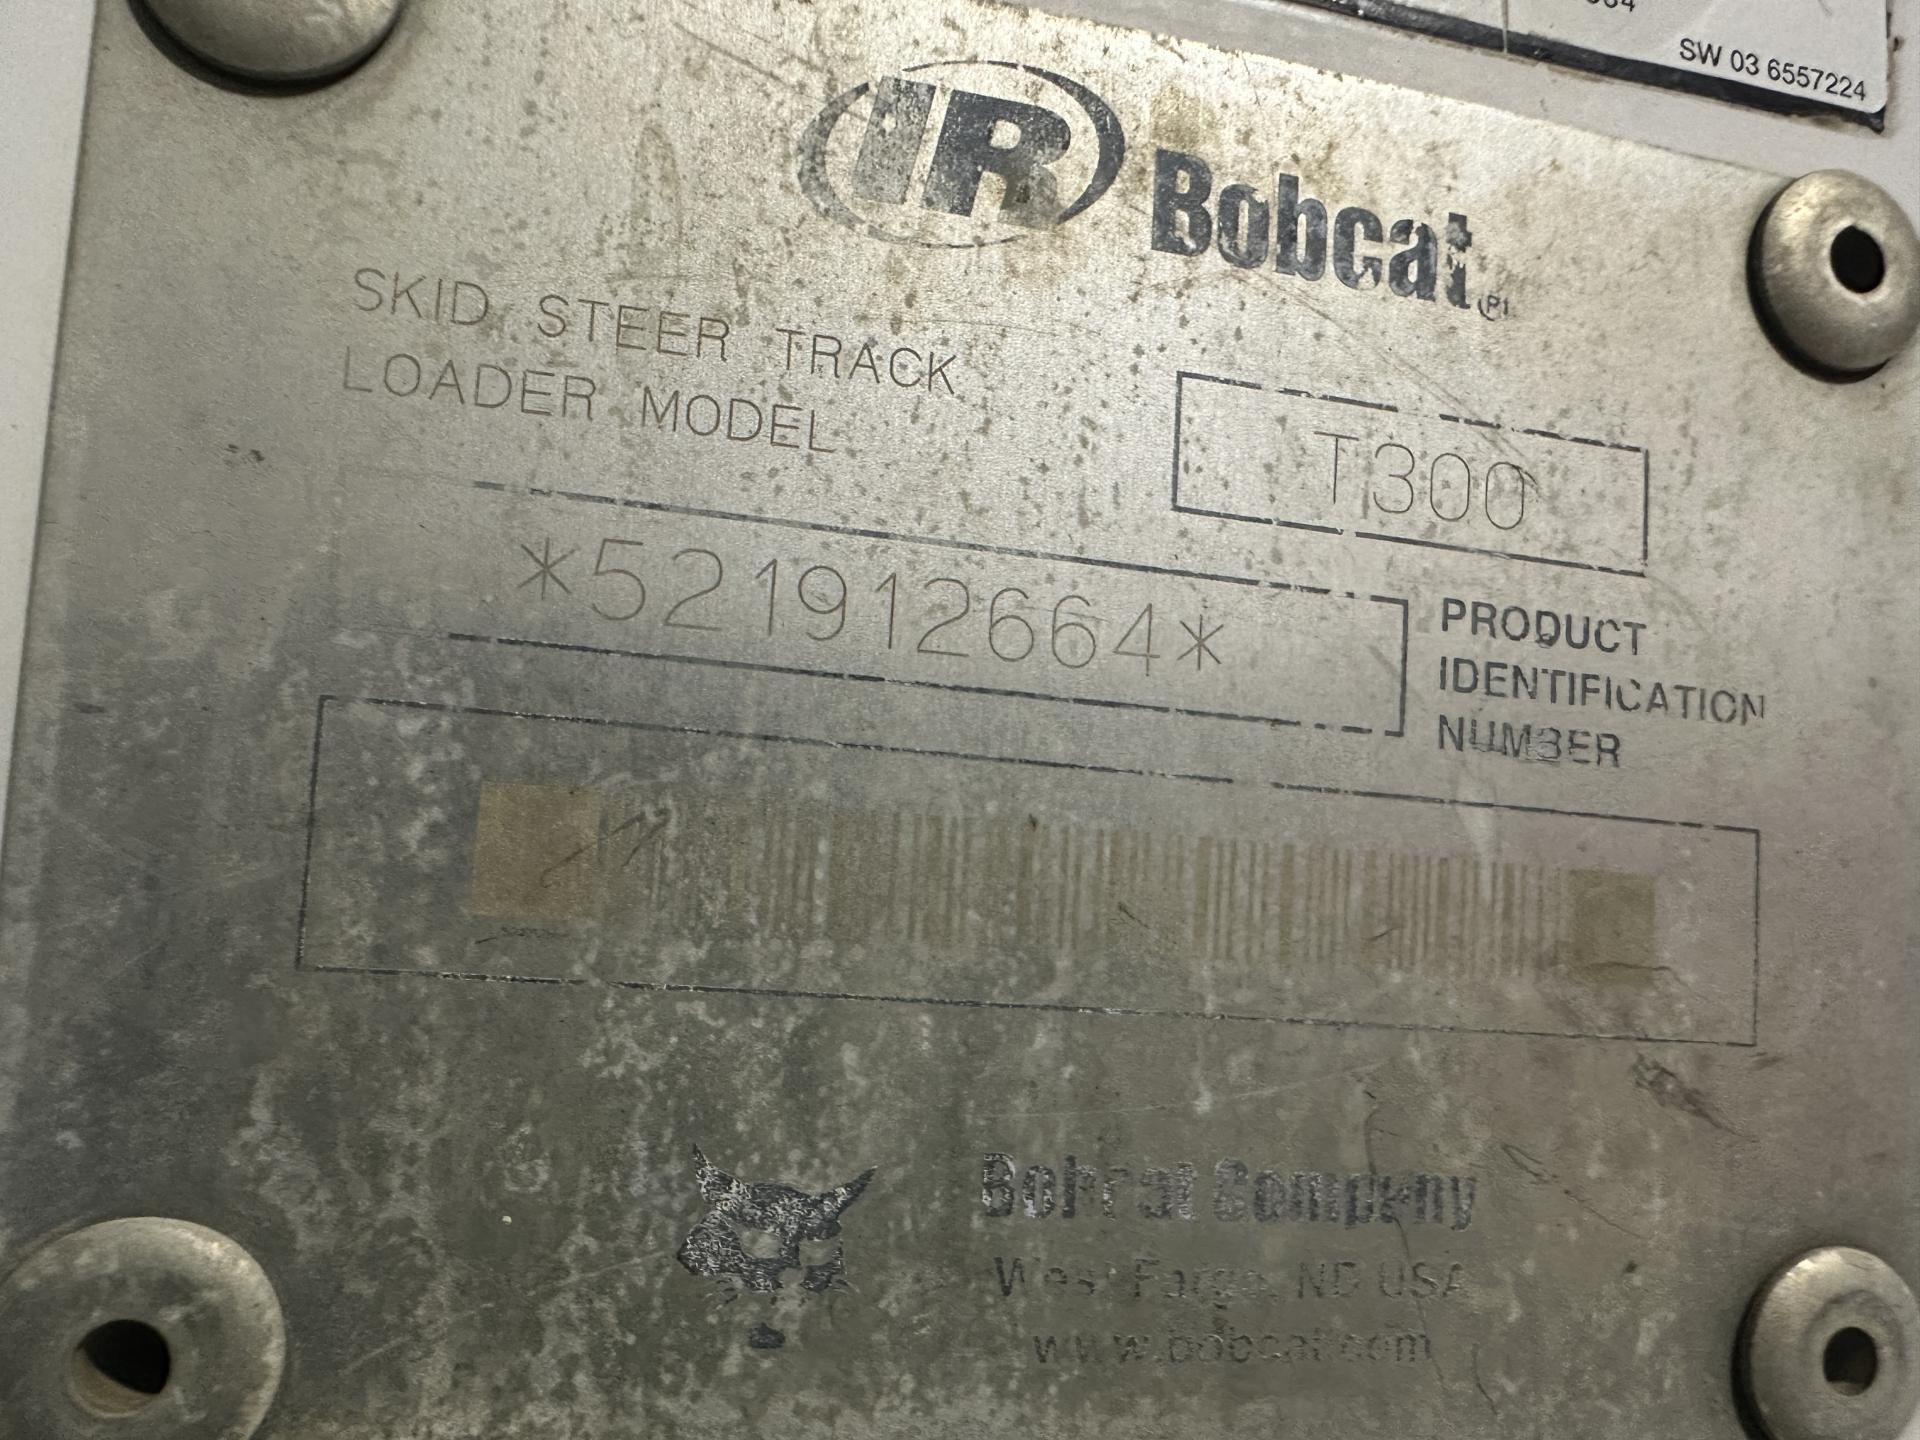 SW 03 6557224
IR Bobcat
SKID STEER TRACK
LOADER MODEL
T300
*521912664*
PRODUCT
IDENTIFICATION
NUMBER
Bobcat Company
West Fargo, ND USA
www.bobcat.com